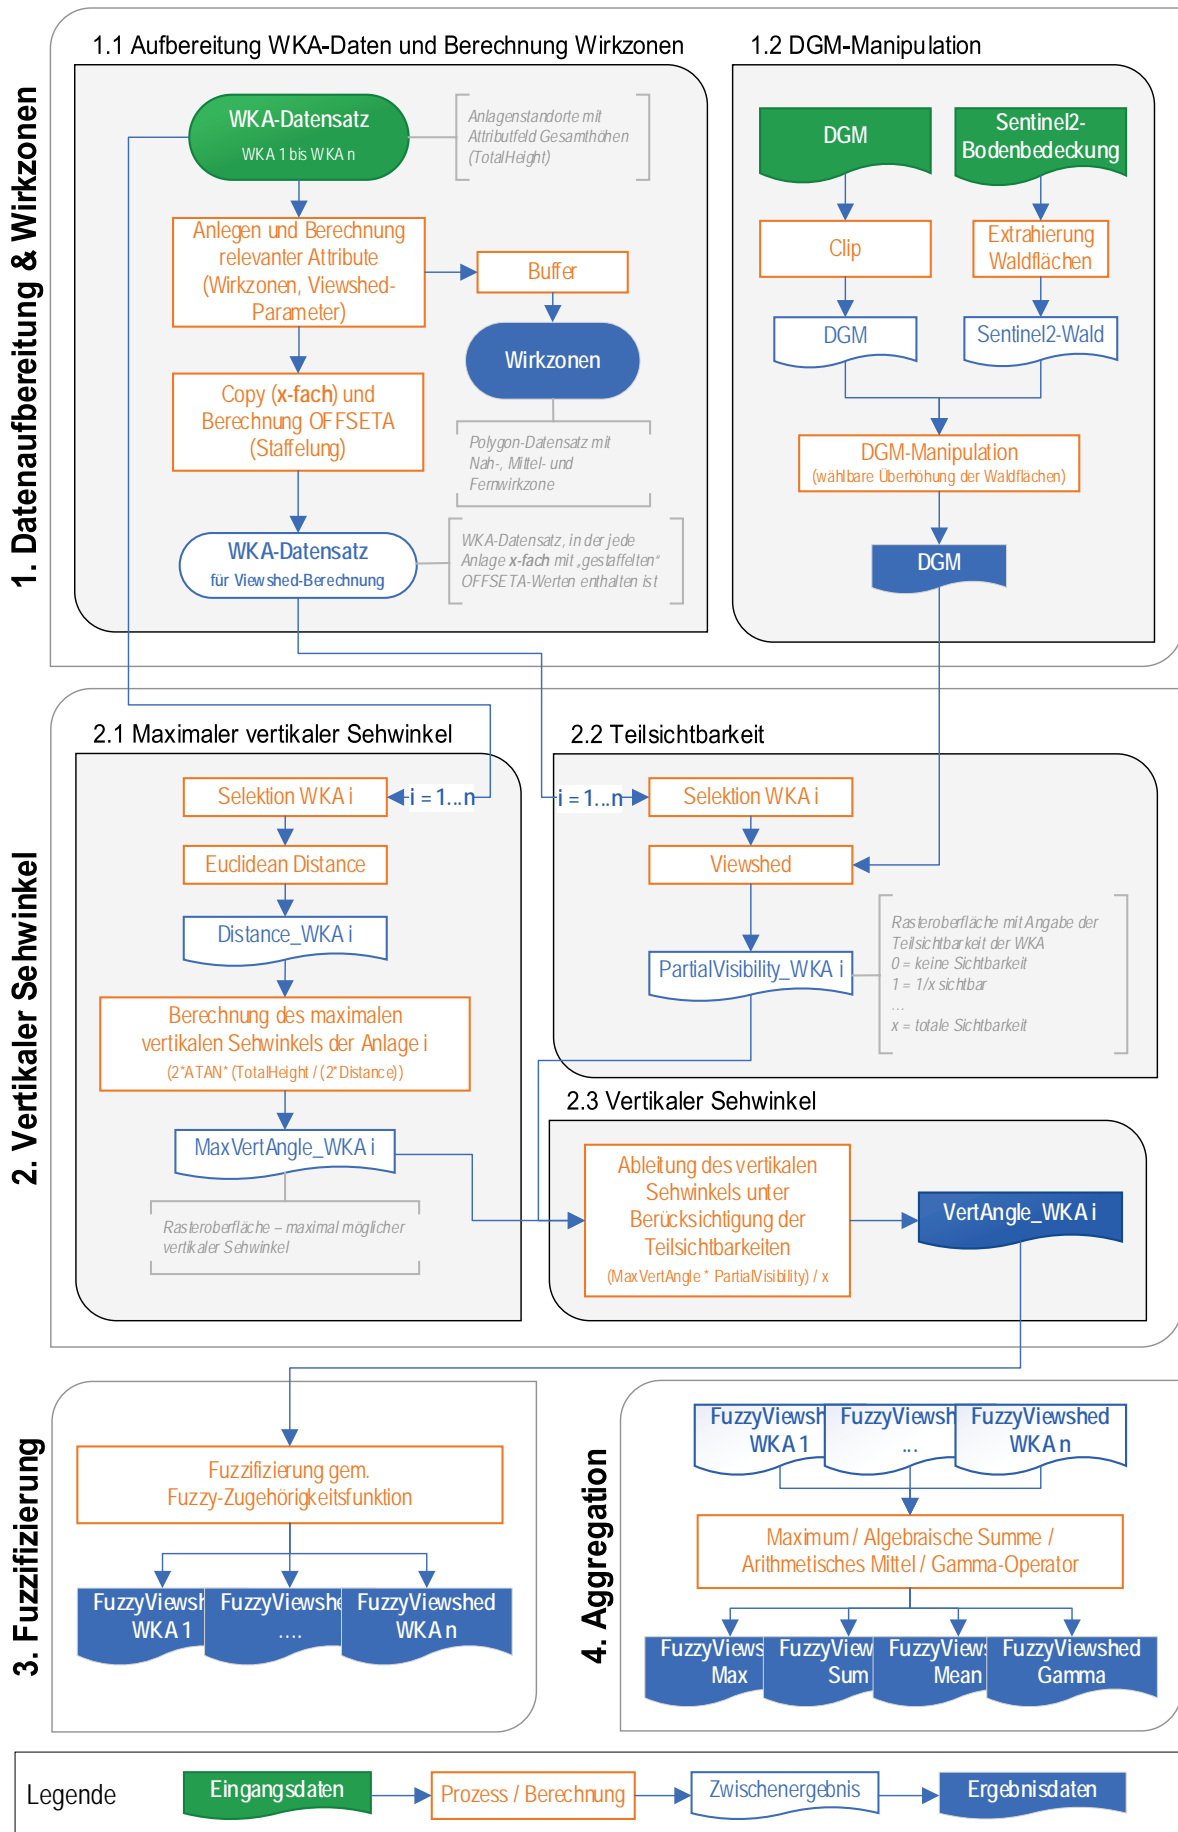 1. Datenaufbereitung & Wirkzonen
1.1 Aufbereitung WKA-Daten und Berechnung Wirkzonen
WKA-Datensatz
WKA 1 bis WKA n
Anlagenstandorte mit
Attributfeld Gesamthöhen
(TotalHeight)
Anlegen und Berechnung
relevanter Attribute
(Wirkzonen, Viewshed-
Parameter)
Buffer
Wirkzonen
Polygon-Datensatz mit
Nah-, Mittel- und
Fernwirkzone
Copy (x-fach) und
Berechnung OFFSETA
(Staffelung)
WKA-Datensatz
für Viewshed-Berechnung
WKA-Datensatz, in der jede
Anlage x-fach mit „gestaffelten“
OFFSETA-Werten enthalten ist
1.2 DGM-Manipulation
DGM
Sentinel2-
Bodenbedeckung
Clip
Extrahierung
Waldflächen
DGM
Sentinel2-Wald
DGM-Manipulation
(wählbare Überhöhung der Waldflächen)
DGM
2. Vertikaler Sehwinkel
2.1 Maximaler vertikaler Sehwinkel
Selektion WKA i
i = 1...n
Euclidean Distance
Distance_WKA i
Berechnung des maximalen
vertikalen Sehwinkels der Anlage i
(2*ATAN* (TotalHeight / (2*Distance))
MaxVertAngle_WKA i
Rasteroberfläche – maximal möglicher
vertikaler Sehwinkel
2.2 Teilsichtbarkeit
i = 1...n
Selektion WKA i
Viewshed
PartialVisibility_WKA i
Rasteroberfläche mit Angabe der
Teilsichtbarkeit der WKA
0 = keine Sichtbarkeit
1 = 1/x sichtbar
...
x = totale Sichtbarkeit
2.3 Vertikaler Sehwinkel
Ableitung des vertikalen
Sehwinkels unter
Berücksichtigung der
Teilsichtbarkeiten
(MaxVertAngle * PartialVisibility) / x
VertAngle_WKA i
3. Fuzzifizierung
Fuzzifizierung gem.
Fuzzy-Zugehörigkeitsfunktion
FuzzyViewsh
WKA 1
FuzzyViewshe
....
FuzzyViewshed
WKA n
4. Aggregation
FuzzyViewsh
WKA 1
FuzzyViewshe
...
FuzzyViewshed
WKA n
Maximum / Algebraische Summe /
Arithmetisches Mittel / Gamma-Operator
FuzzyViews
Max
FuzzyView
Sum
FuzzyViews
Mean
FuzzyViewshed
Gamma
Legende
Eingangsdaten
Prozess / Berechnung
Zwischenergebnis
Ergebnisdaten